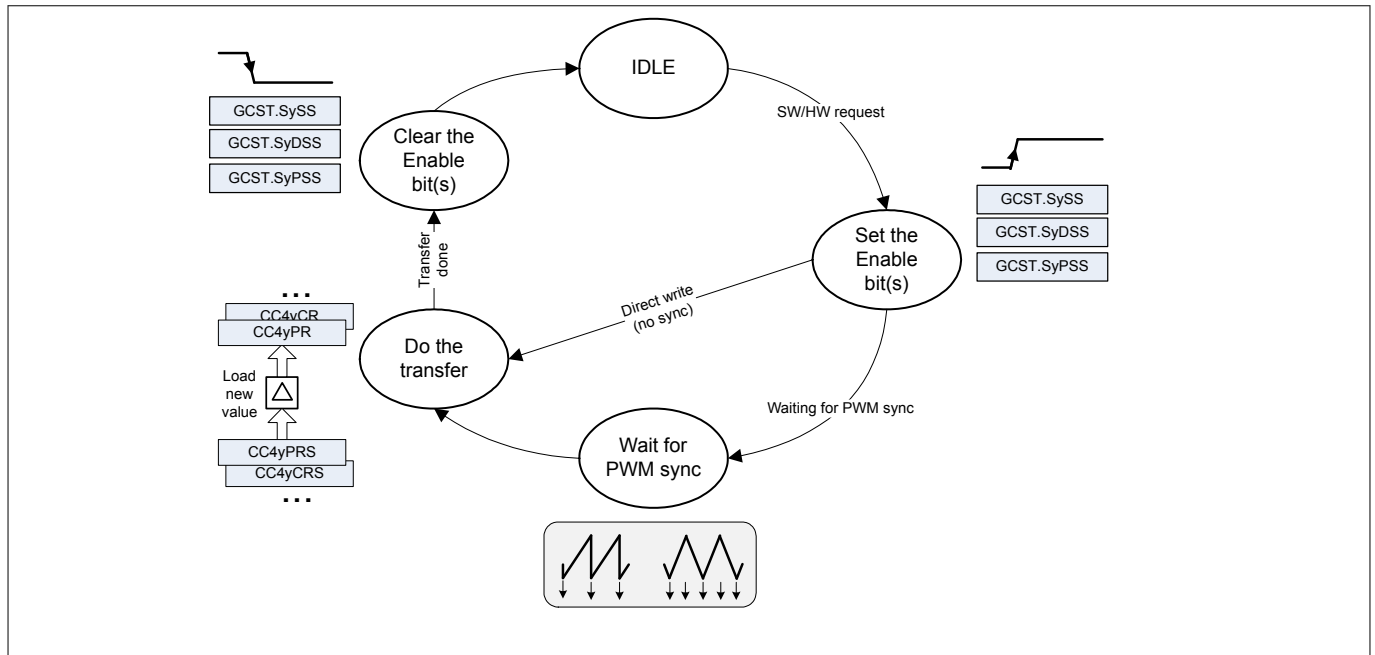 IDLE
SW/HW request
GCST.SySS
GCST.SyDSS
GCST.SyPSS
Clear the
Enable
bit(s)
GCST.SySS
GCST.SyDSS
GCST.SyPSS
Set the
Enable
bit(s)
Transfer
done
Direct write
(no sync)
...
CC4yCR
CC4yPR
Do the
transfer
Load
new
value
Waiting for PWM sync
CC4yPRS
CC4yCRS
...
Wait for
PWM sync